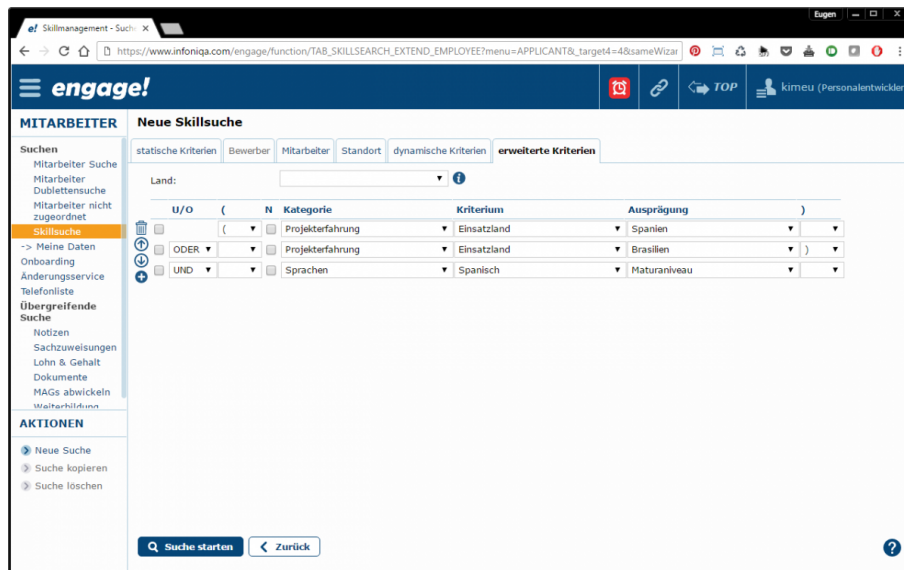 Eugen
e! Skillmanagement - Such
https://www.infoniqa.com/engage/function/TAB_SKILLSEARCH_EXTEND_EMPLOYEE?menu=APPLICANT&_target4=4&sameWizar
engage!
TOP
kimeu (Personalentwickler
MITARBEITER
Suchen
Mitarbeiter Suche
Mitarbeiter
Dublettensuche
Mitarbeiter nicht
zugeordnet
Skillsuche
-> Meine Daten
Onboarding
Änderungsservice
Telefonliste
Übergreifende
Suche
Notizen
Sachzuweisungen
Lohn & Gehalt
Dokumente
MAGs abwickeln
Weiterbildung
AKTIONEN
Neue Suche
Suche kopieren
Suche löschen
Neue Skillsuche
statische Kriterien Bewerber Mitarbeiter Standort dynamische Kriterien erweiterte Kriterien
Land:
U/O ( N Kategorie Kriterium Ausprägung )
( Projekterfahrung Einsatzland Spanien
ODER Projekterfahrung Einsatzland Brasilien )
UND Sprachen Spanisch Maturaniveau
Suche starten Zurück